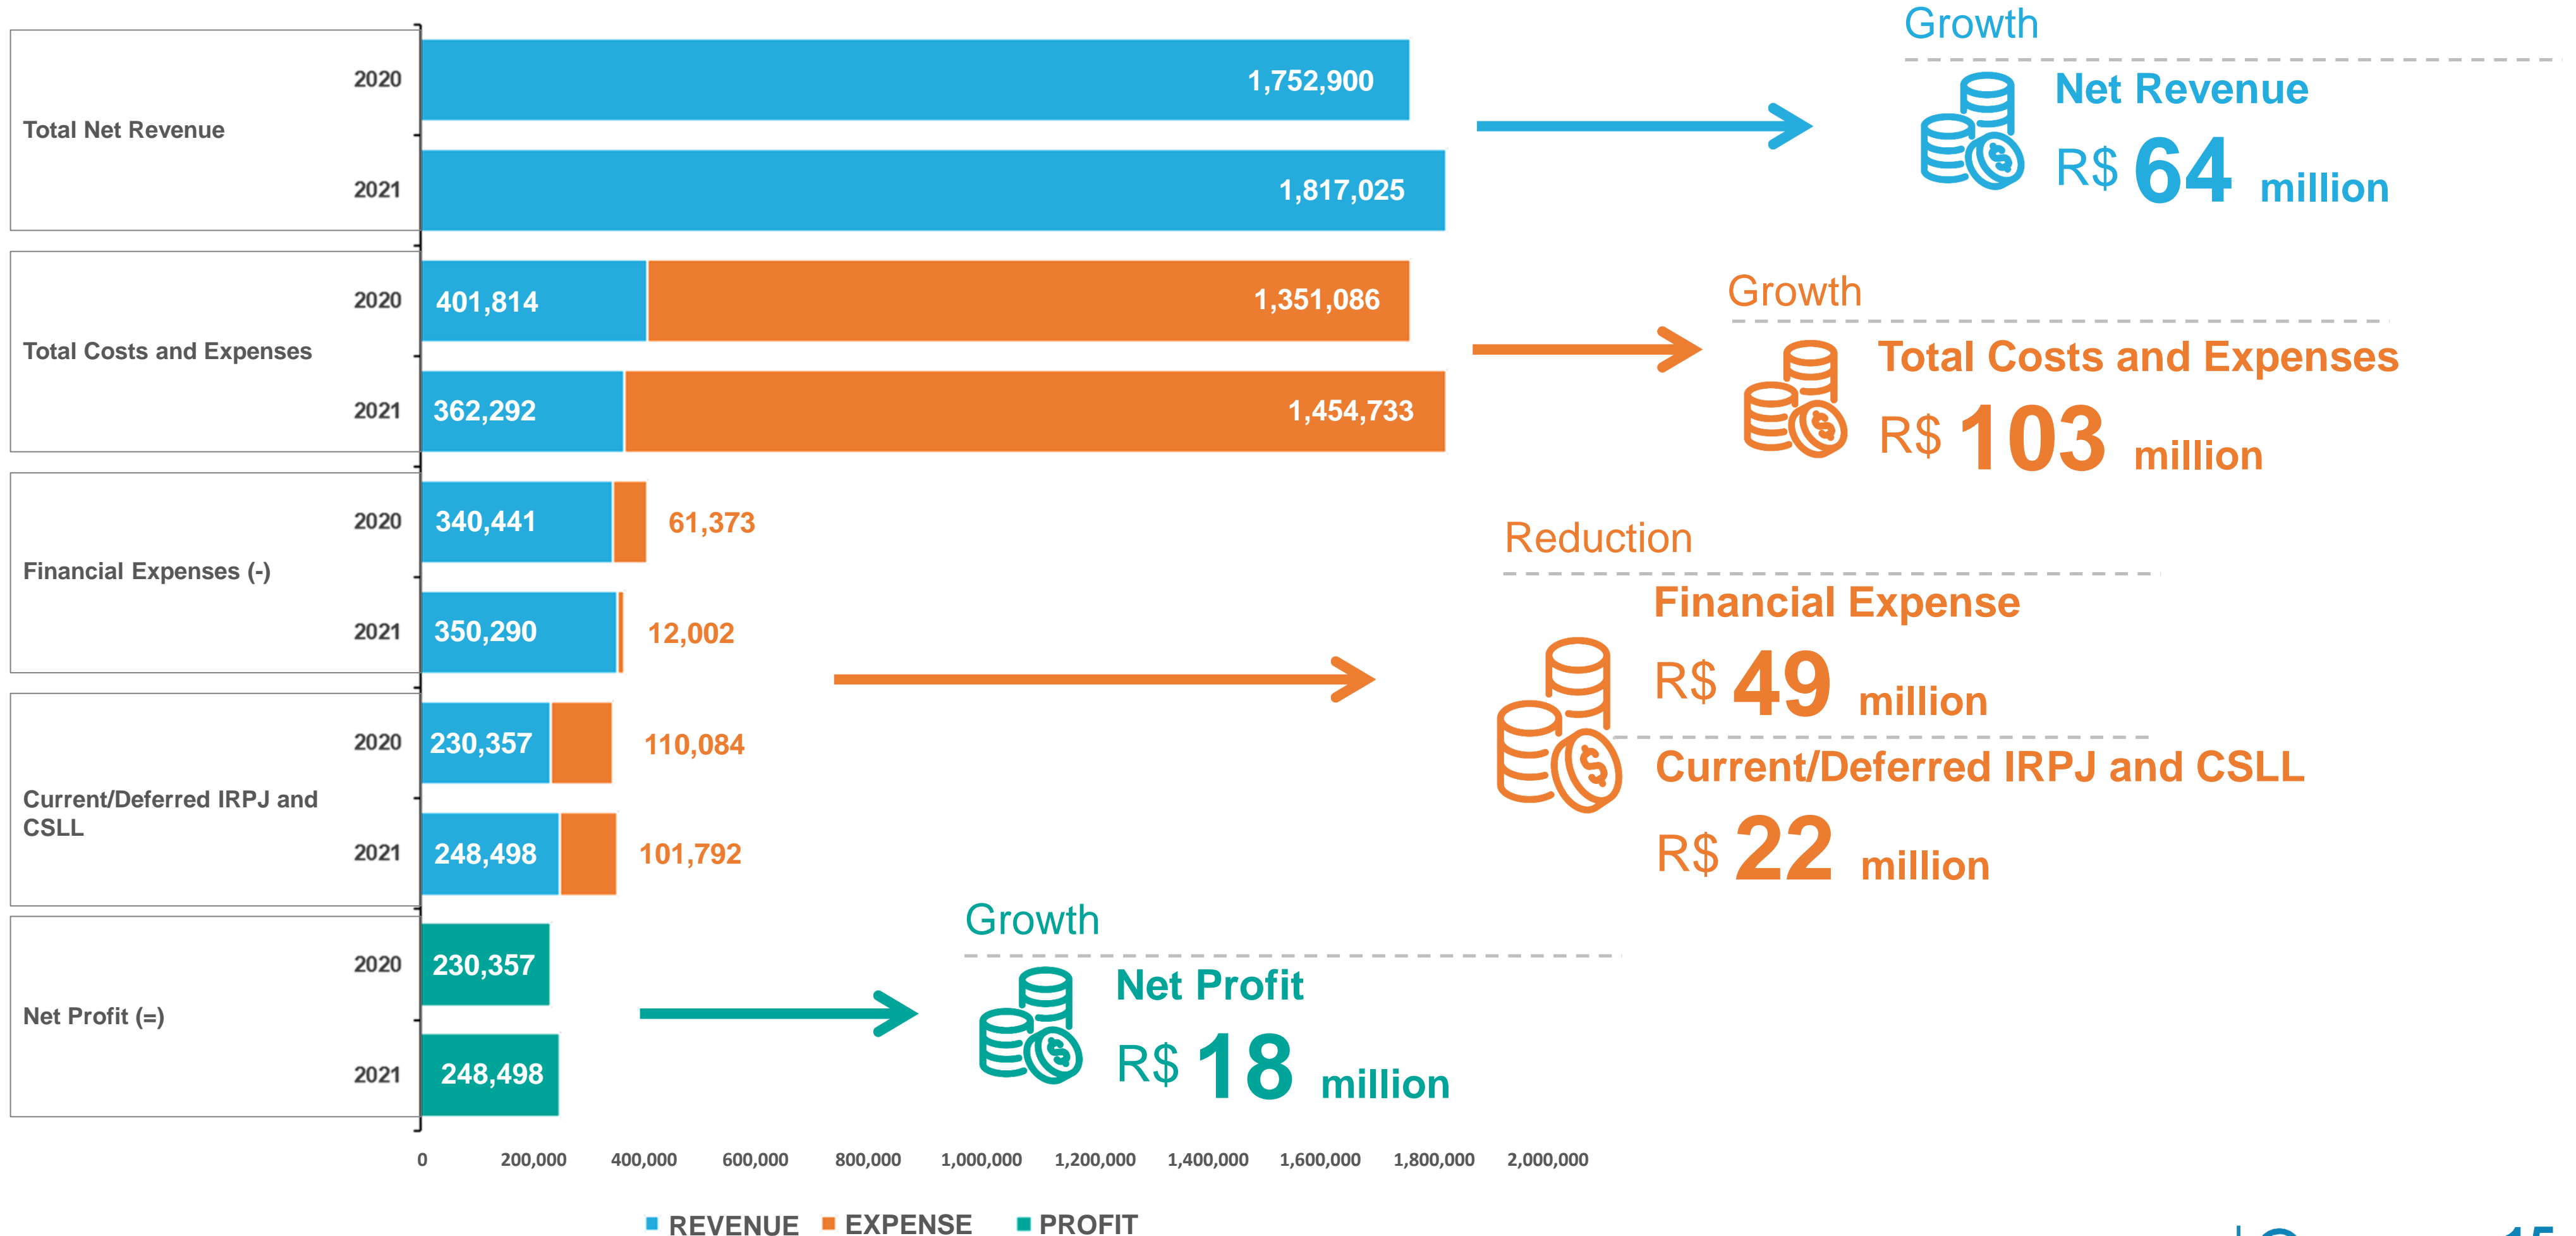 Total Net Revenue
2020
1,752,900
2021
1,817,025
Growth
Net Revenue
R$ 64 million
Total Costs and Expenses
2020
401,814
1,351,086
2021
362,292
1,454,733
Growth
Total Costs and Expenses
R$ 103 million
Financial Expenses (-)
2020
340,441
61,373
2021
350,290
12,002
Reduction
Financial Expense
R$ 49 million
Current/Deferred IRPJ and CSLL
R$ 22 million
Current/Deferred IRPJ and
CSLL
2020
230,357
110,084
2021
248,498
101,792
Net Profit (=)
2020
230,357
2021
248,498
Growth
Net Profit
R$ 18 million
0 200,000 400,000 600,000 800,000 1,000,000 1,200,000 1,400,000 1,600,000 1,800,000 2,000,000
REVENUE EXPENSE PROFIT
15